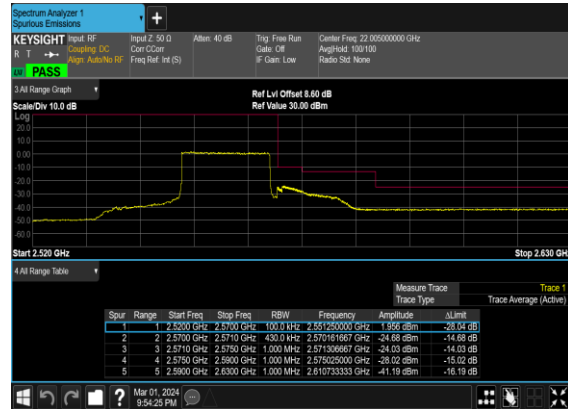 Spectrum Analyzer 1
Spurious Emissions
+
KEYSIGHT Input: RF Input Z: 50 Ω Atten: 40 dB Trig: Free Run Center Freq: 22.005000000 GHz
R T Coupling: DC Corr CCorr Gate: Off Avg|Hold: 100/100
Align: Auto/No RF Freq Ref: Int (S) IF Gain: Low Radio Std: None
LW PASS
3 All Range Graph
Ref Lvl Offset 8.60 dB
Scale/Div 10.0 dB Ref Value 30.00 dBm
Log
20.0
10.0
0.00
-10.0
-20.0
-30.0
-40.0
-50.0
-60.0
Start 2.520 GHz Stop 2.630 GHz
4 All Range Table
Measure Trace Trace 1
Trace Type Trace Average (Active)
Spur Range Start Freq Stop Freq RBW Frequency Amplitude ΔLimit
1 1 2.5200 GHz 2.5700 GHz 100.0 kHz 2.551250000 GHz 1.956 dBm -28.04 dB
2 2 2.5700 GHz 2.5710 GHz 430.0 kHz 2.570161667 GHz -24.68 dBm -14.68 dB
3 3 2.5710 GHz 2.5750 GHz 1.000 MHz 2.571306667 GHz -24.03 dBm -14.03 dB
4 4 2.5750 GHz 2.5900 GHz 1.000 MHz 2.575025000 GHz -28.02 dBm -15.02 dB
5 5 2.5900 GHz 2.6300 GHz 1.000 MHz 2.610733333 GHz -41.19 dBm -16.19 dB
? Mar 01, 2024
9:54:25 PM